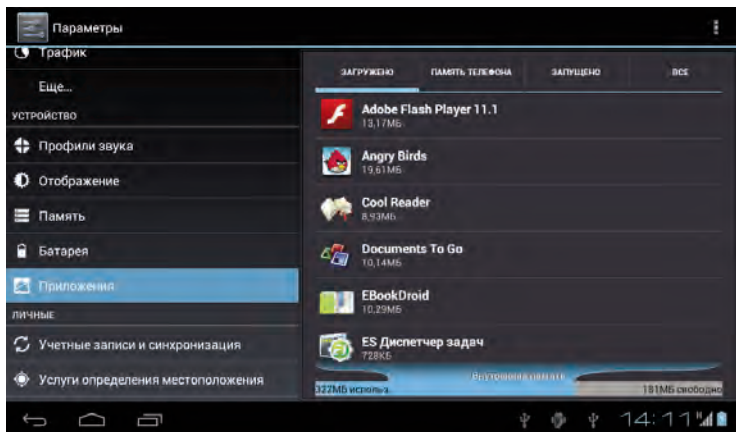 Параметры
Трафик
Еще...
УСТРОЙСТВО
Профили звука
Отображение
Память
Батарея
Приложения
ЛИЧНЫЕ
Учетные записи и синхронизация
Услуги определения местоположения
ЗАГРУЖЕНО ПАМЯТЬ ТЕЛЕФОНА ЗАПУЩЕНО ВСЕ
Adobe Flash Player 11.1
13,17МБ
Angry Birds
19,61МБ
Cool Reader
8,93МБ
Documents To Go
10,14МБ
EBookDroid
10,29МБ
ES Диспетчер задач
728КБ
Внутренняя память
322МБ использ. 181МБ свободно
14:11